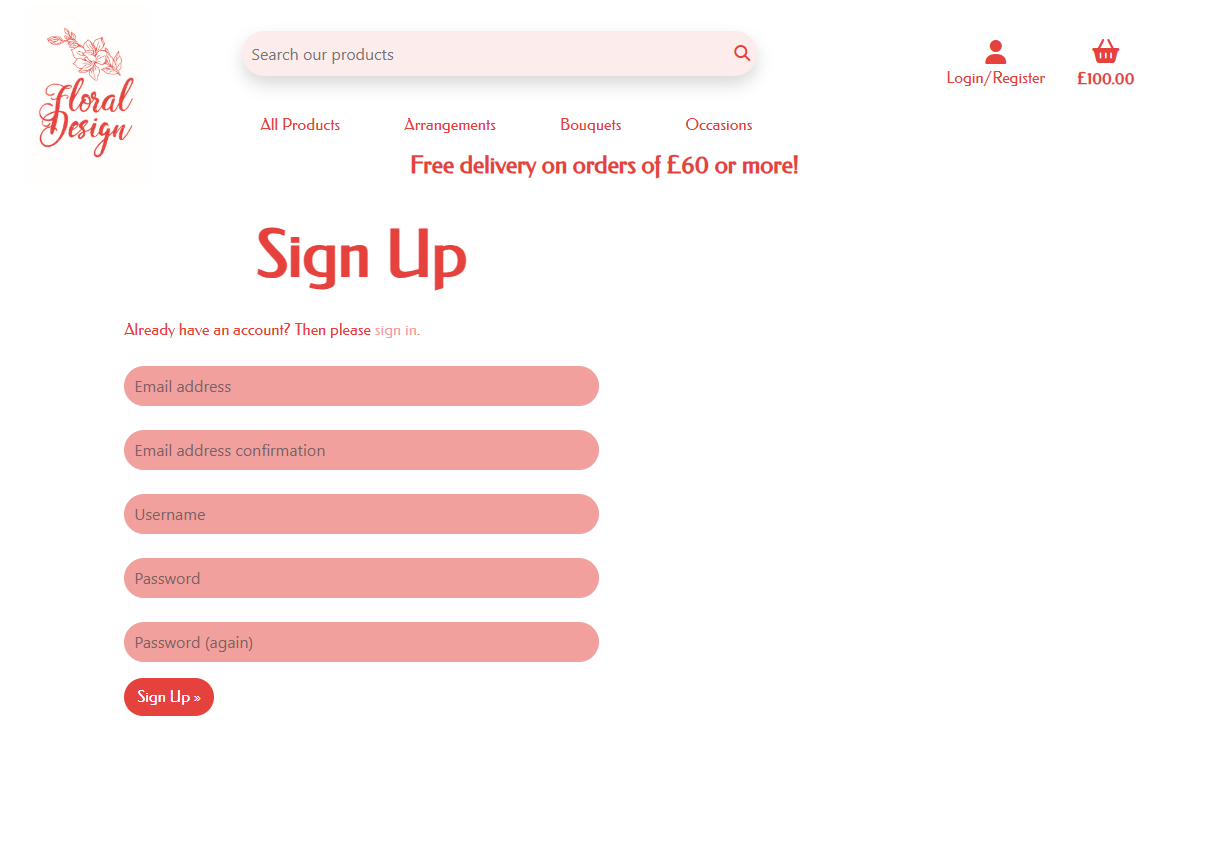 Floral
Design
Search our products
Login/Register
£100.00
All Products
Arrangements
Bouquets
Occasions
Free delivery on orders of £60 or more!
Sign Up
Already have an account? Then please sign in.
Email address
Email address confirmation
Username
Password
Password (again)
Sign Up »